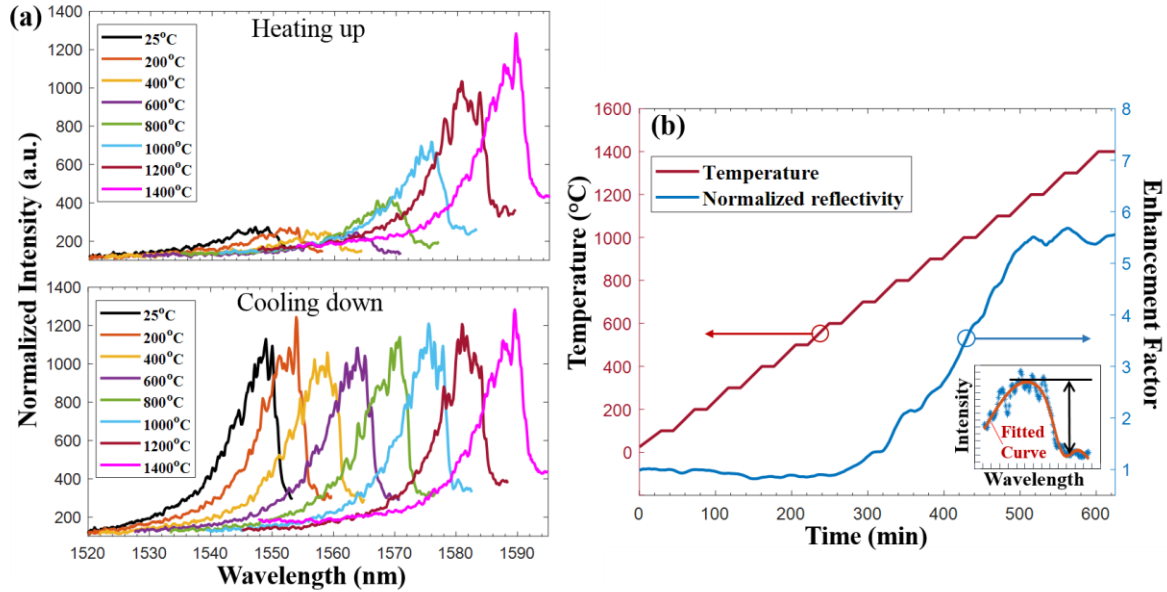 (a)
Heating up
1400
1200
1000
800
600
400
200
25°C
200°C
400°C
600°C
800°C
1000°C
1200°C
1400°C
Cooling down
1400
1200
1000
800
600
400
200
25°C
200°C
400°C
600°C
800°C
1000°C
1200°C
1400°C
Normalized Intensity (a.u.)
1520 1530 1540 1550 1560 1570 1580 1590
Wavelength (nm)
(b)
1600
1400
1200
1000
800
600
400
200
0
Temperature (°C)
Temperature
Normalized reflectivity
8
7
6
5
4
3
2
1
Enhancement Factor
Intensity
Fitted
Curve
Wavelength
0 100 200 300 400 500 600
Time (min)